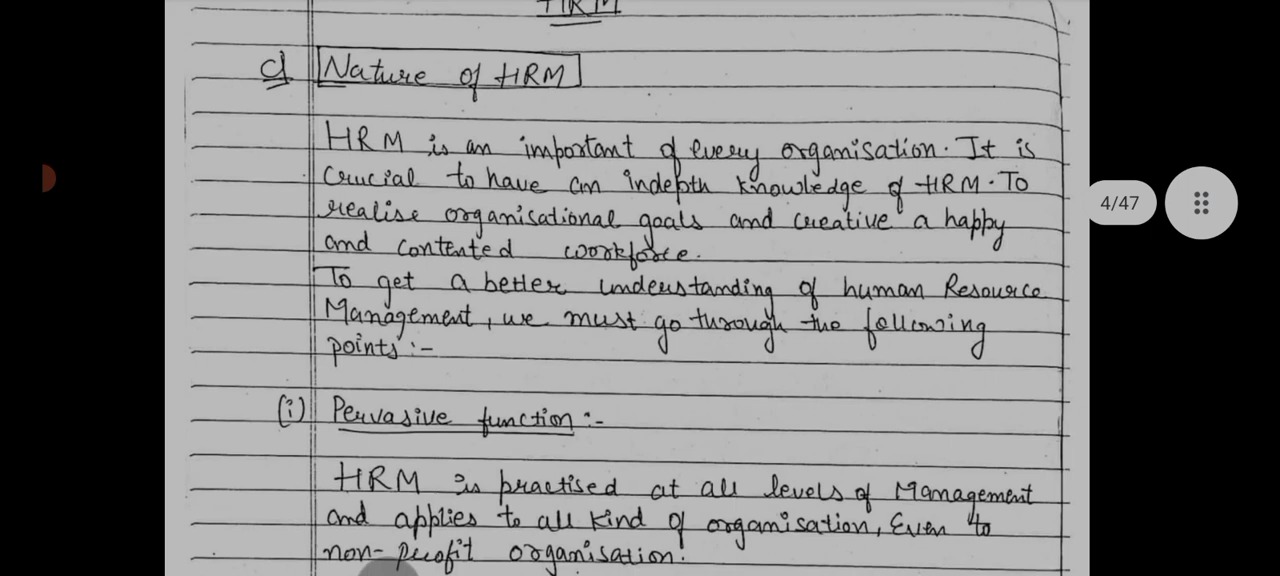 HRM
c) Nature of HRM
HRM is an important of every organisation. It is
crucial to have an indepth knowledge of HRM. To
realise organisational goals and creative a happy
and contented workforce.
To get a better understanding of human Resource
Management, we must go through the following
points :-
4/47
(i) Pervasive function :-
HRM is practised at all levels of Management
and applies to all kind of organisation, Even to
non-profit organisation.